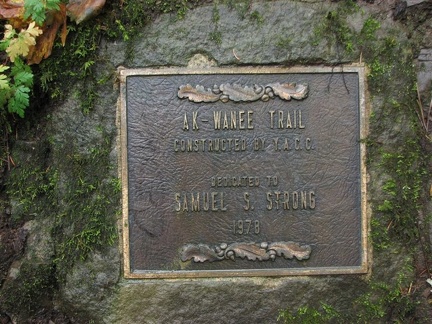 AK-WANEE TRAIL
CONSTRUCTED BY Y.A.C.C.
DEDICATED TO
SAMUEL S. STRONG
1978